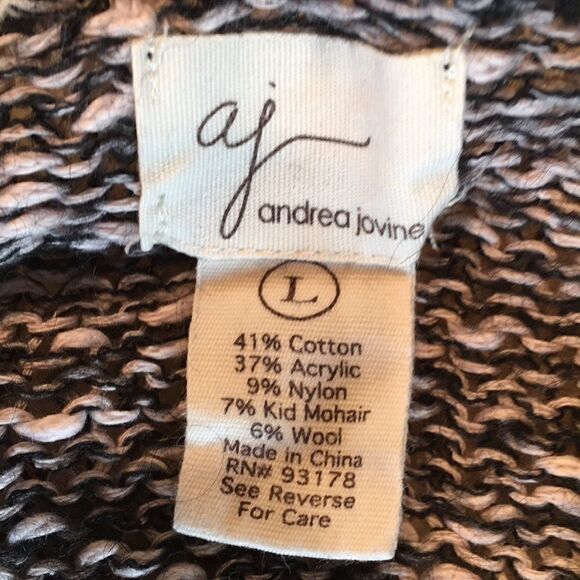 aj
andrea jovine
L
41% Cotton
37% Acrylic
9% Nylon
7% Kid Mohair
6% Wool
Made in China
RN# 93178
See Reverse
For Care